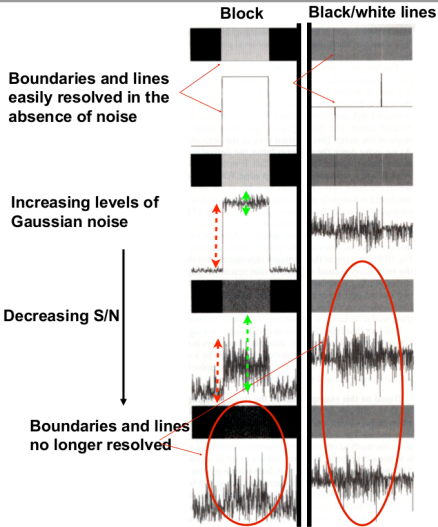 Block
Black/white lines
Boundaries and lines
easily resolved in the
absence of noise
Increasing levels of
Gaussian noise
Decreasing S/N
Boundaries and lines
no longer resolved